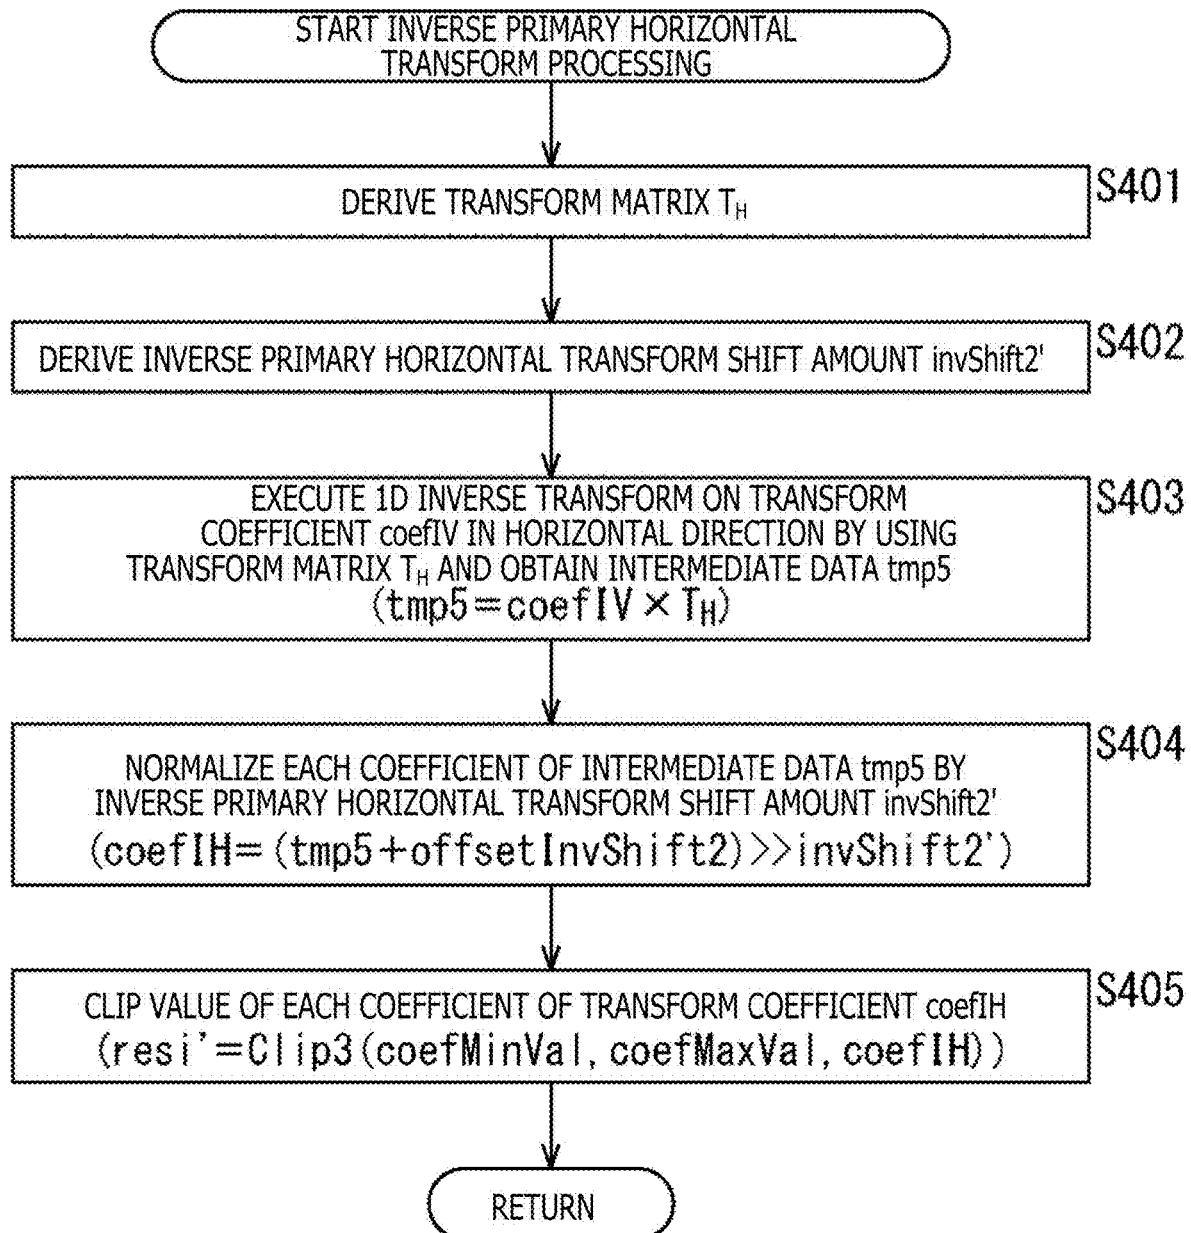 START INVERSE PRIMARY HORIZONTAL
TRANSFORM PROCESSING
S401
DERIVE TRANSFORM MATRIX T_H
S402
DERIVE INVERSE PRIMARY HORIZONTAL TRANSFORM SHIFT AMOUNT invShift2'
S403
EXECUTE 1D INVERSE TRANSFORM ON TRANSFORM
COEFFICIENT coefIV IN HORIZONTAL DIRECTION BY USING
TRANSFORM MATRIX T_H AND OBTAIN INTERMEDIATE DATA tmp5
(tmp5=coefIV×T_H)
S404
NORMALIZE EACH COEFFICIENT OF INTERMEDIATE DATA tmp5 BY
INVERSE PRIMARY HORIZONTAL TRANSFORM SHIFT AMOUNT invShift2'
(coefIH=(tmp5+offsetInvShift2)>>invShift2')
S405
CLIP VALUE OF EACH COEFFICIENT OF TRANSFORM COEFFICIENT coefIH
(resi'=Clip3(coefMinVal,coefMaxVal,coefIH))
RETURN